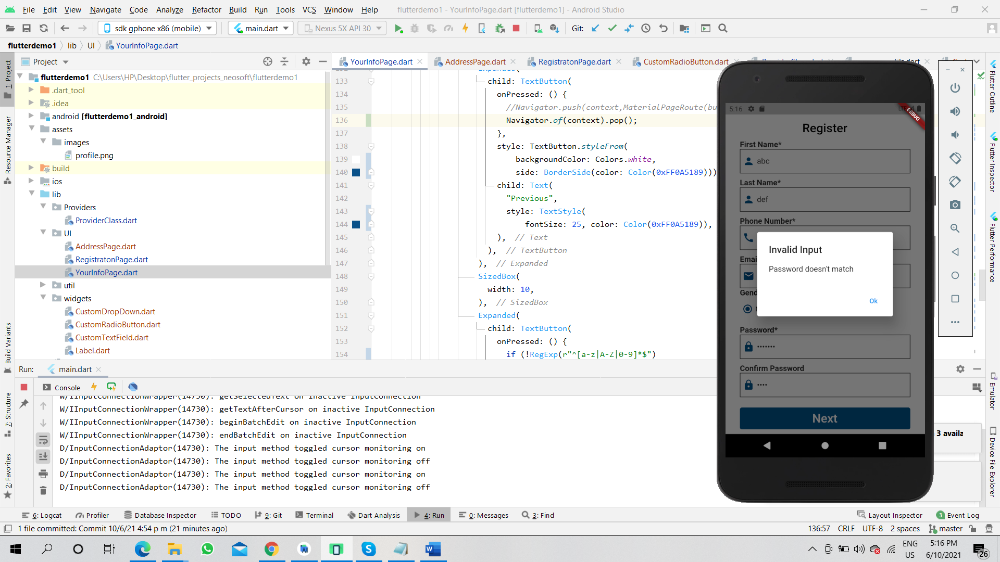 File Edit View Navigate Code Analyze Refactor Build Run Tools VCS Window Help flutterdemo1 - YourInfoPage.dart [flutterdemo1] - Android Studio
sdk gphone x86 (mobile) main.dart Nexus 5X API 30 Git:
flutterdemo1 lib UI YourInfoPage.dart
Project
YourInfoPage.dart AddressPage.dart RegistratonPage.dart CustomRadioButton.dart
flutterdemo1 C:\Users\HP\Desktop\flutter_projects_neosoft\flutterdemo1
.dart_tool
.idea
android [flutterdemo1_android]
assets
images
profile.png
build
ios
lib
Providers
ProviderClass.dart
UI
AddressPage.dart
RegistratonPage.dart
YourInfoPage.dart
util
widgets
CustomDropDown.dart
CustomRadioButton.dart
CustomTextField.dart
Label.dart
1: Project
Resource Manager
Build Variants
7: Structure
2: Favorites
132 Expanded(
133 child: TextButton(
134 onPressed: () {
135 //Navigator.push(context,MaterialPageRoute(bu
136 Navigator.of(context).pop();
137 },
138 style: TextButton.styleFrom(
139 backgroundColor: Colors.white,
140 side: BorderSide(color: Color(0xFF0A5189)))
141 child: Text(
142 "Previous",
143 style: TextStyle(
144 fontSize: 25, color: Color(0xFF0A5189)),
145 ), // Text
146 ), // TextButton
147 ), // Expanded
148 SizedBox(
149 width: 10,
150 ), // SizedBox
151 Expanded(
152 child: TextButton(
153 onPressed: () {
154 if (!RegExp(r"^[a-z|A-Z|0-9]*$")
5:16 LTE DEBUG
Register
First Name*
abc
Last Name*
def
Phone Number*
Emai
Gend
Invalid Input
Password doesn't match
Ok
Password*
•••••••
Confirm Password
••••
Next
Flutter Outline
Flutter Inspector
Flutter Performance
Emulator
Device File Explorer
Run: main.dart
Console
W/IInputConnectionWrapper(14730): getSelectedText on inactive InputConnection
W/IInputConnectionWrapper(14730): getTextAfterCursor on inactive InputConnection
W/IInputConnectionWrapper(14730): beginBatchEdit on inactive InputConnection
W/IInputConnectionWrapper(14730): endBatchEdit on inactive InputConnection
D/InputConnectionAdaptor(14730): The input method toggled cursor monitoring on
D/InputConnectionAdaptor(14730): The input method toggled cursor monitoring off
D/InputConnectionAdaptor(14730): The input method toggled cursor monitoring on
D/InputConnectionAdaptor(14730): The input method toggled cursor monitoring off
3 availa
6: Logcat Profiler Database Inspector TODO 9: Git Terminal Dart Analysis 4: Run 0: Messages 3: Find Layout Inspector 3 Event Log
1 file committed: Commit 10/6/21 4:54 p m (21 minutes ago) 136:57 CRLF UTF-8 2 spaces master
ENG
US
5:16 PM
6/10/2021
26